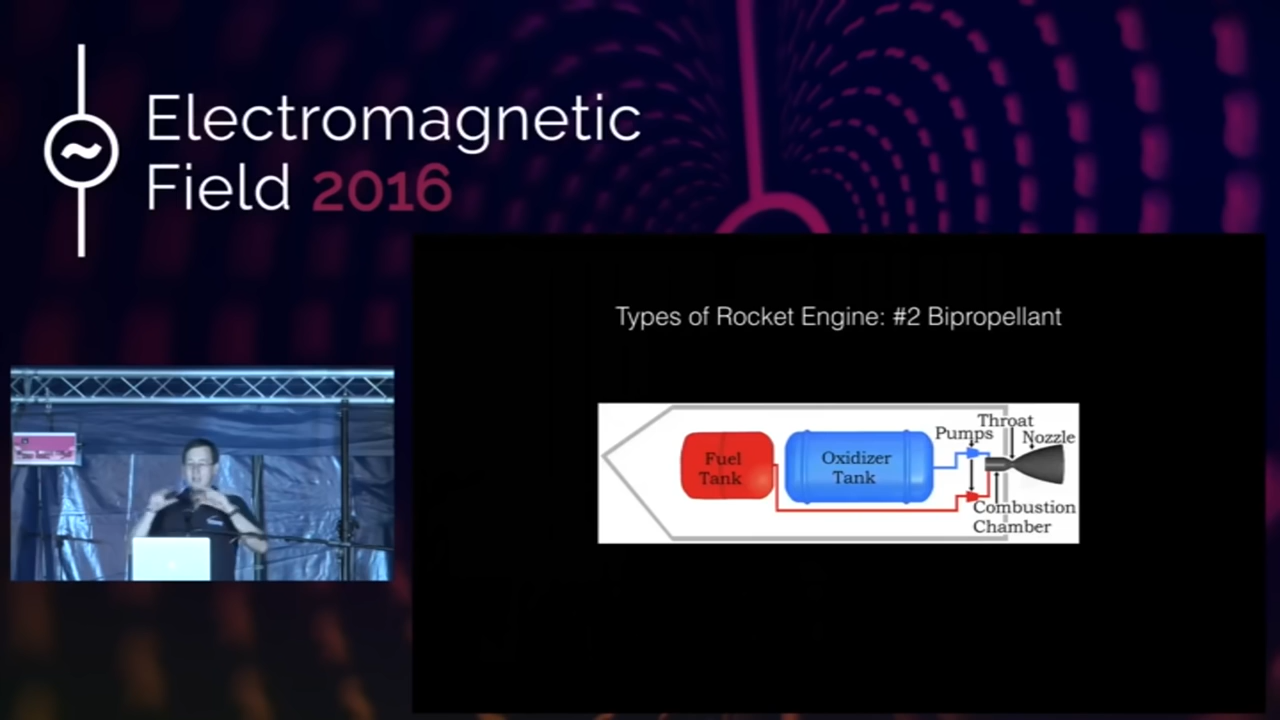 Electromagnetic
Field 2016
Types of Rocket Engine: #2 Bipropellant
Throat
Pumps
Nozzle
Fuel
Tank
Oxidizer
Tank
Combustion
Chamber